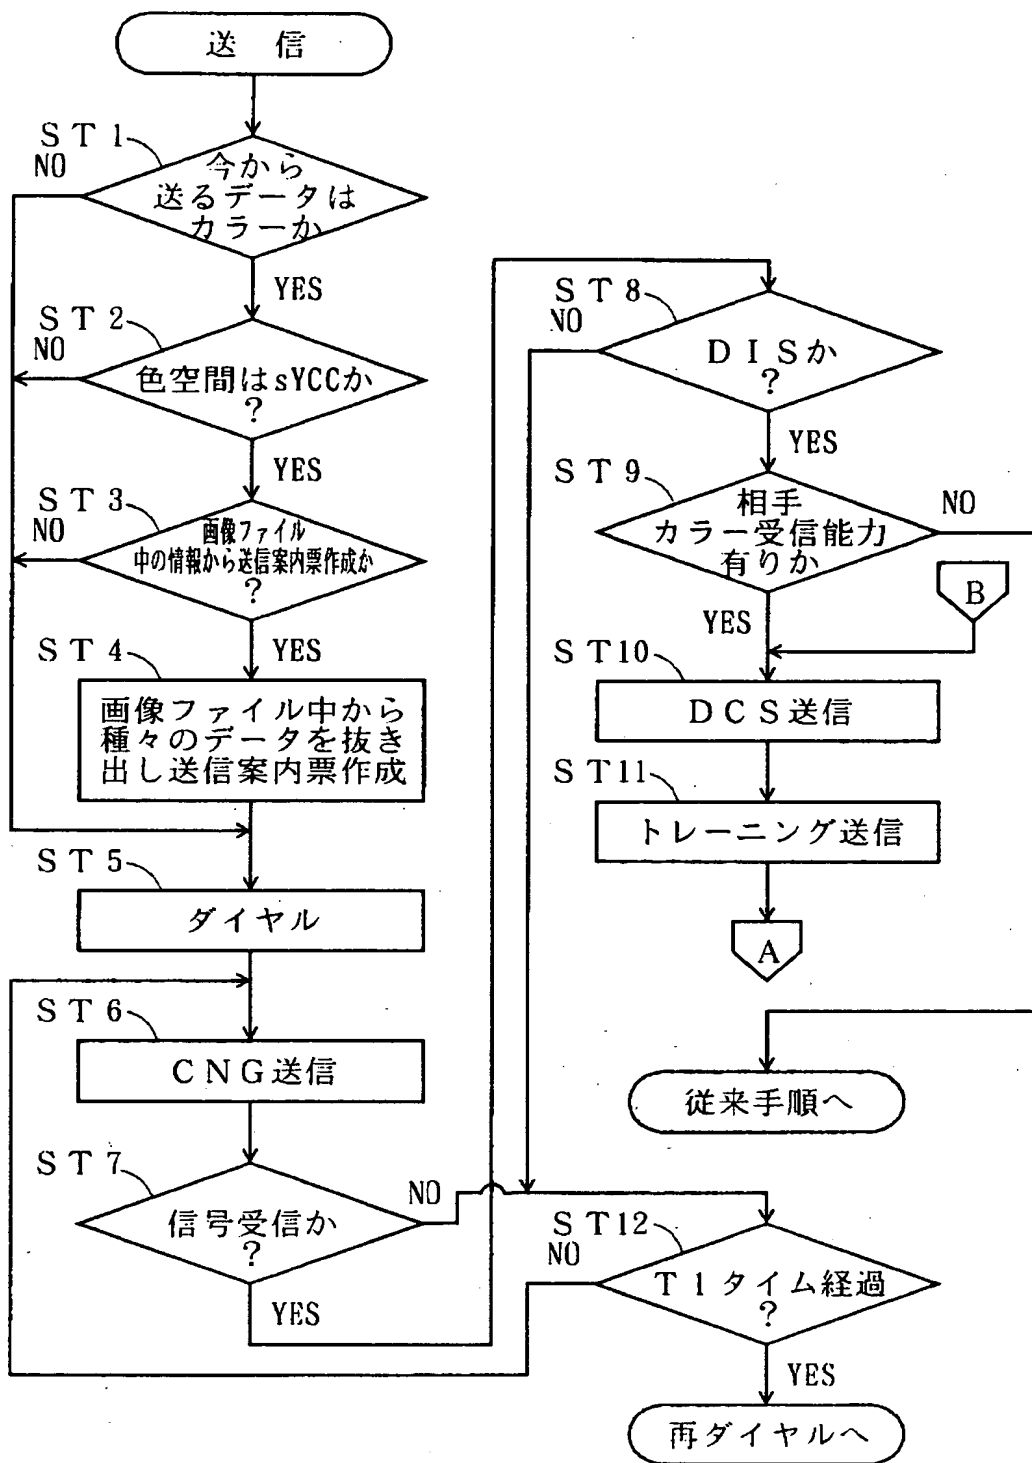 送 信
ST1
NO
今から
送るデータは
カラーか
YES
ST2
NO
色空間はsYCCか
?
YES
ST3
NO
画像ファイル
中の情報から送信案内票作成か
?
YES
ST4
画像ファイル中から
種々のデータを抜き
出し送信案内票作成
ST5
ダイヤル
ST6
CNG送信
ST7
信号受信か
?
NO
YES
ST8
NO
DISか
?
YES
ST9
相手
カラー受信能力
有りか
NO
YES
B
ST10
DCS送信
ST11
トレーニング送信
A
従来手順へ
ST12
NO
T1タイム経過
?
YES
再ダイヤルへ